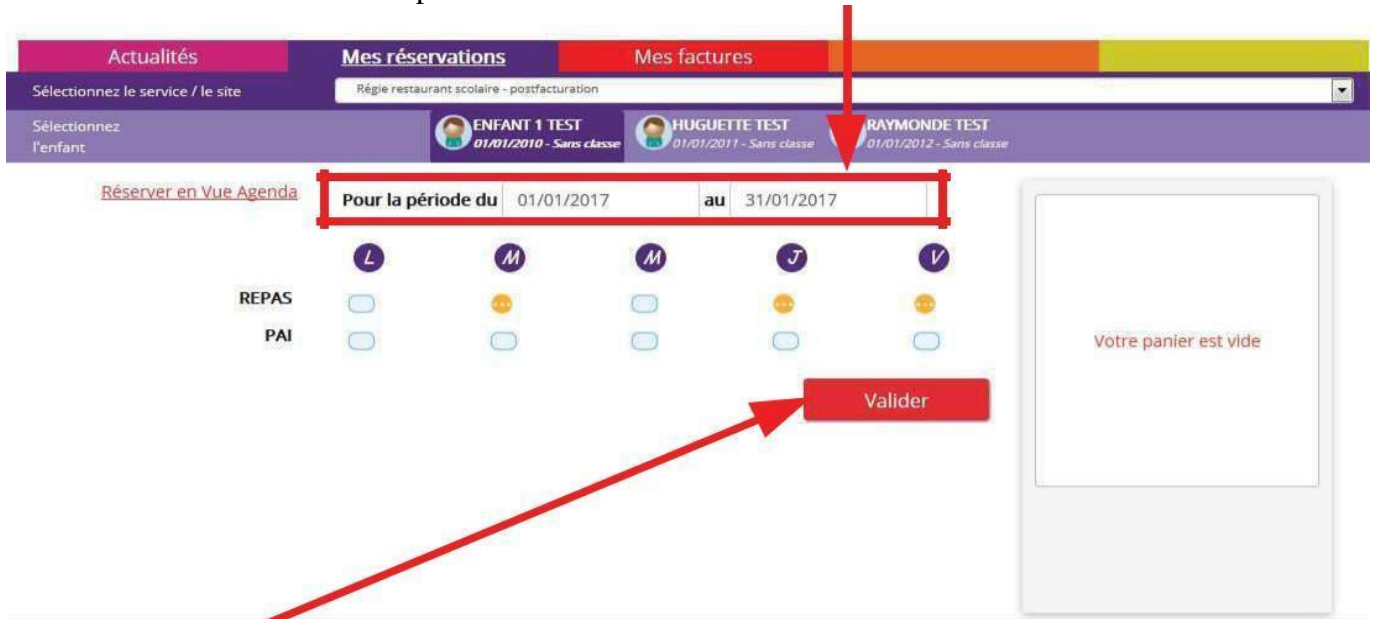 Actualités Mes réservations Mes factures
Sélectionnez le service / le site Régie restaurant scolaire - postfacturation
Sélectionnez
l'enfant
ENFANT 1 TEST
01/01/2010 - Sans classe
HUGUETTE TEST
01/01/2011 - Sans classe
RAYMONDE TEST
01/01/2012 - Sans classe
Réserver en Vue Agenda Pour la période du 01/01/2017 au 31/01/2017
L M M J V
REPAS
PAI
Votre panier est vide
Valider